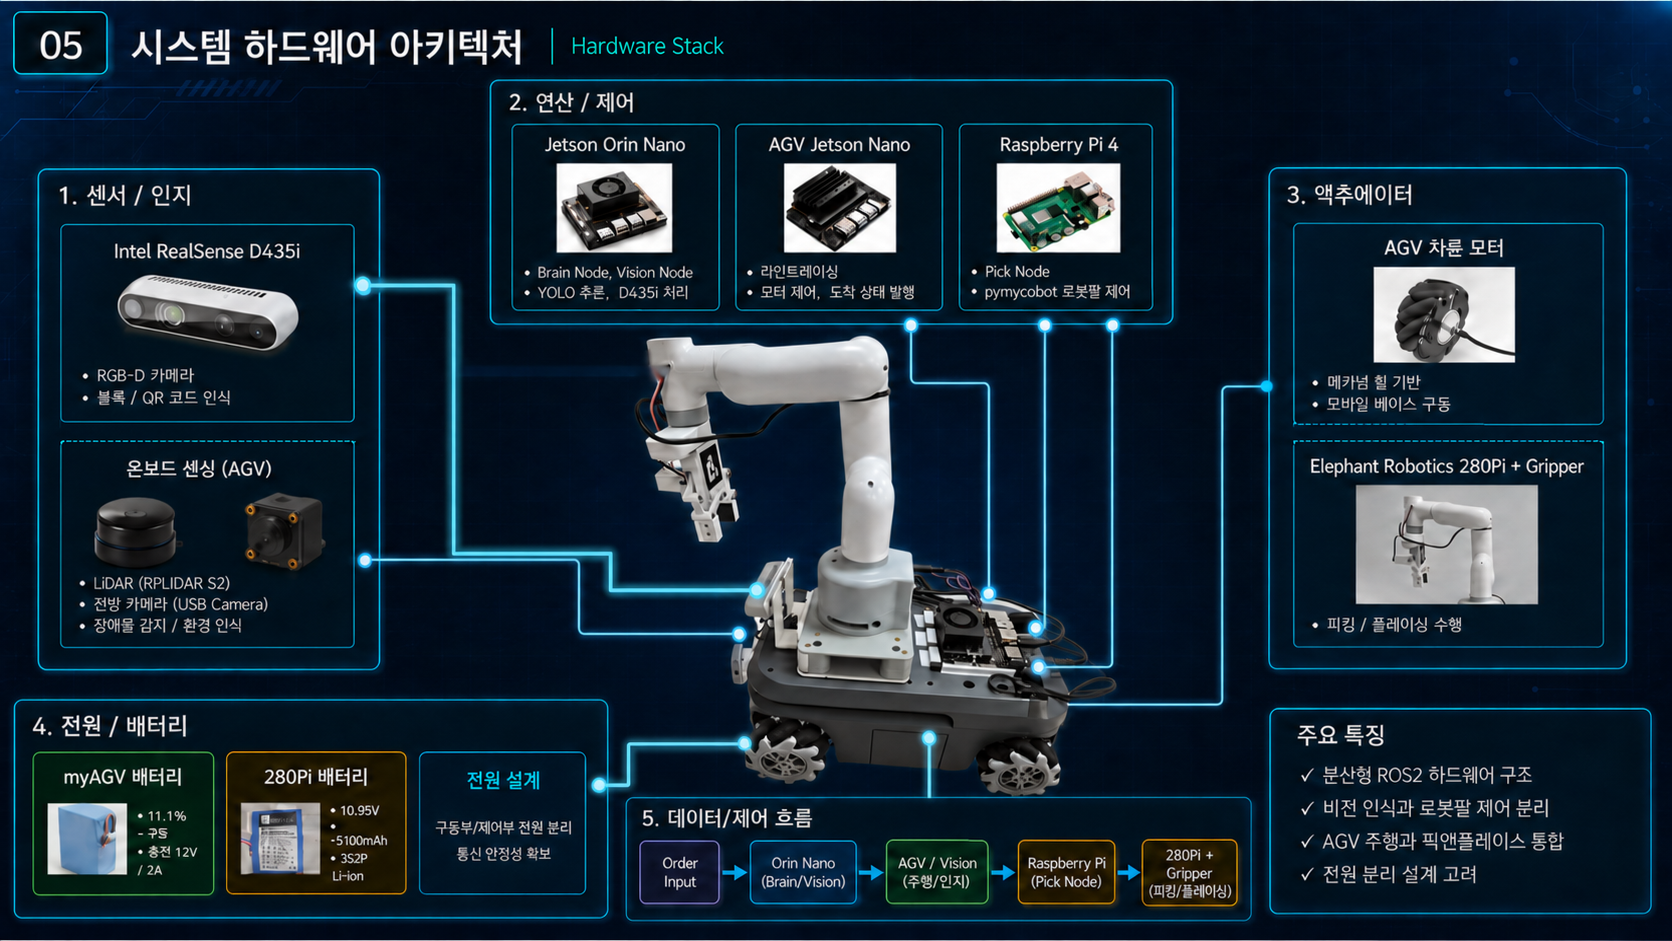 05
시스템 하드웨어 아키텍처
Hardware Stack
1. 센서 / 인지
Intel RealSense D435i
• RGB-D 카메라
• 블록 / QR 코드 인식
온보드 센싱 (AGV)
• LiDAR (RPLIDAR S2)
• 전방 카메라 (USB Camera)
• 장애물 감지 / 환경 인식
2. 연산 / 제어
Jetson Orin Nano
• Brain Node, Vision Node
• YOLO 추론, D435i 처리
AGV Jetson Nano
• 라인트레이싱
• 모터 제어, 도착 상태 발행
Raspberry Pi 4
• Pick Node
• pymycobot 로봇팔 제어
3. 액추에이터
AGV 차륜 모터
• 메카넘 휠 기반
• 모바일 베이스 구동
Elephant Robotics 280Pi + Gripper
• 피킹 / 플레이싱 수행
4. 전원 / 배터리
myAGV 배터리
• 11.1%
- 구동
• 충전 12V
/ 2A
280Pi 배터리
• 10.95V
•
-5100mAh
• 3S2P
Li-ion
전원 설계
구동부/제어부 전원 분리
통신 안정성 확보
5. 데이터/제어 흐름
Order
Input
Orin Nano
(Brain/Vision)
AGV / Vision
(주행/인지)
Raspberry Pi
(Pick Node)
280Pi +
Gripper
(피킹/플레이싱)
주요 특징
✓ 분산형 ROS2 하드웨어 구조
✓ 비전 인식과 로봇팔 제어 분리
✓ AGV 주행과 픽앤플레이스 통합
✓ 전원 분리 설계 고려